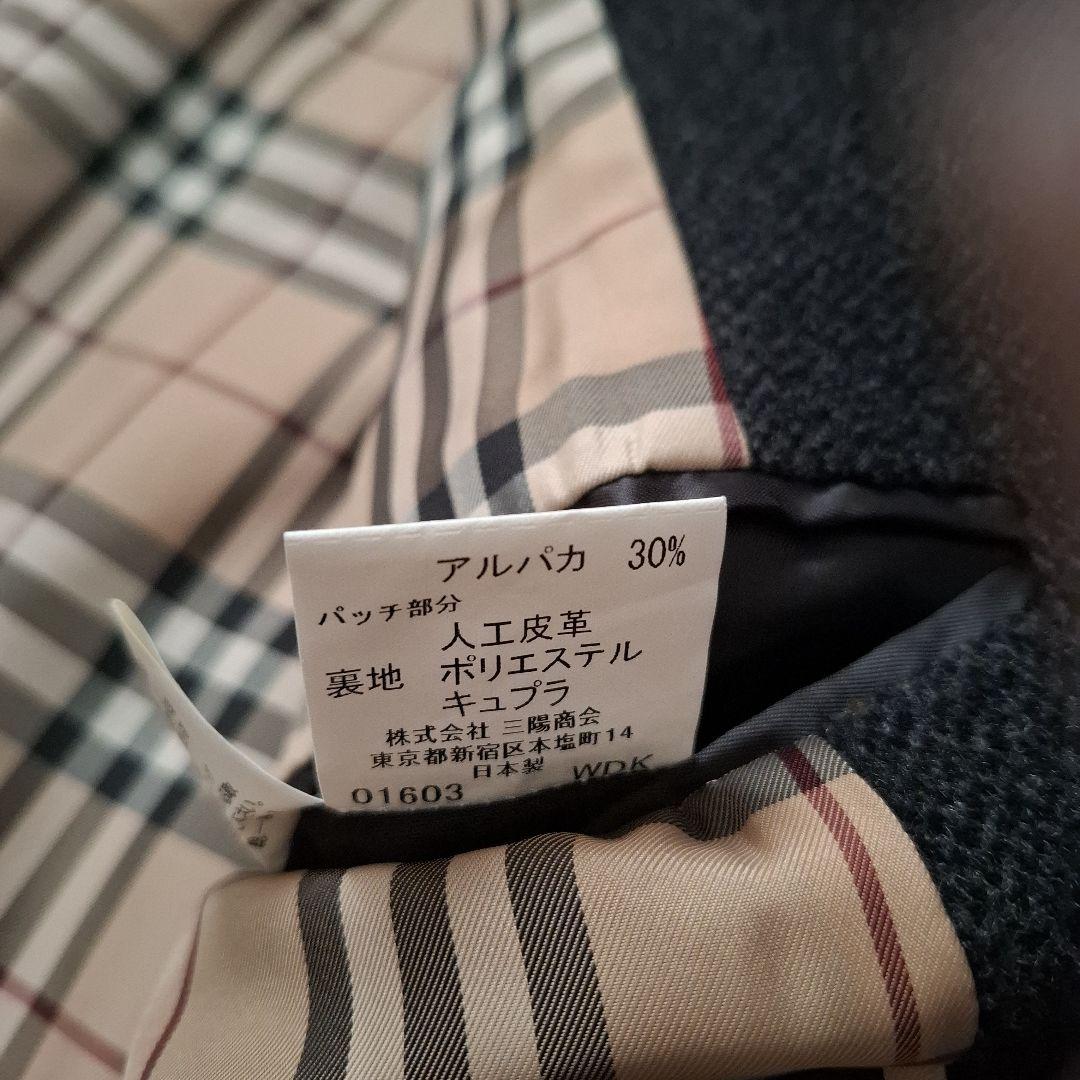 アルパカ 30%
パッチ部分
人工皮革
裏地 ポリエステル
キュプラ
株式会社 三陽商会
東京都新宿区本塩町14
日本製 WDK
01603